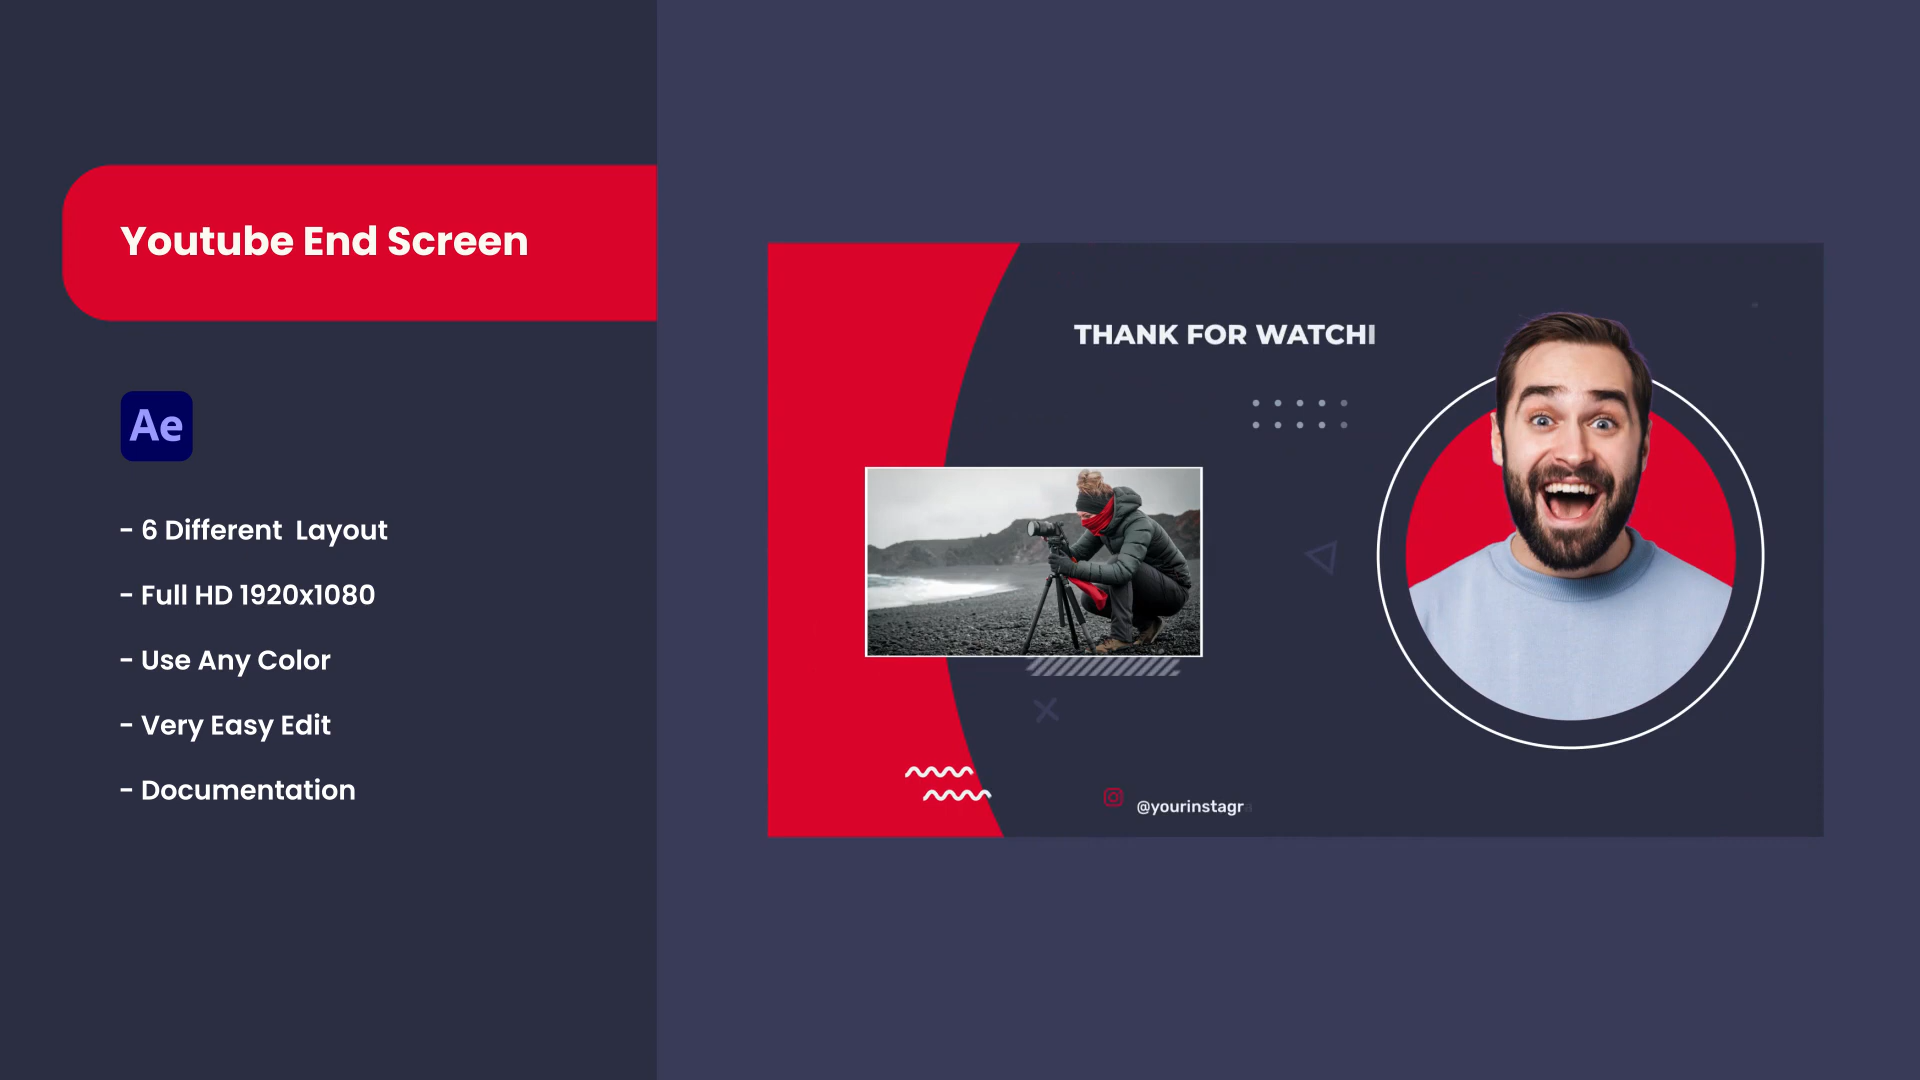 Youtube End Screen
Ae
- 6 Different  Layout
- Full HD 1920x1080
- Use Any Color
- Very Easy Edit
- Documentation
THANK FOR WATCHI
@yourinstagra